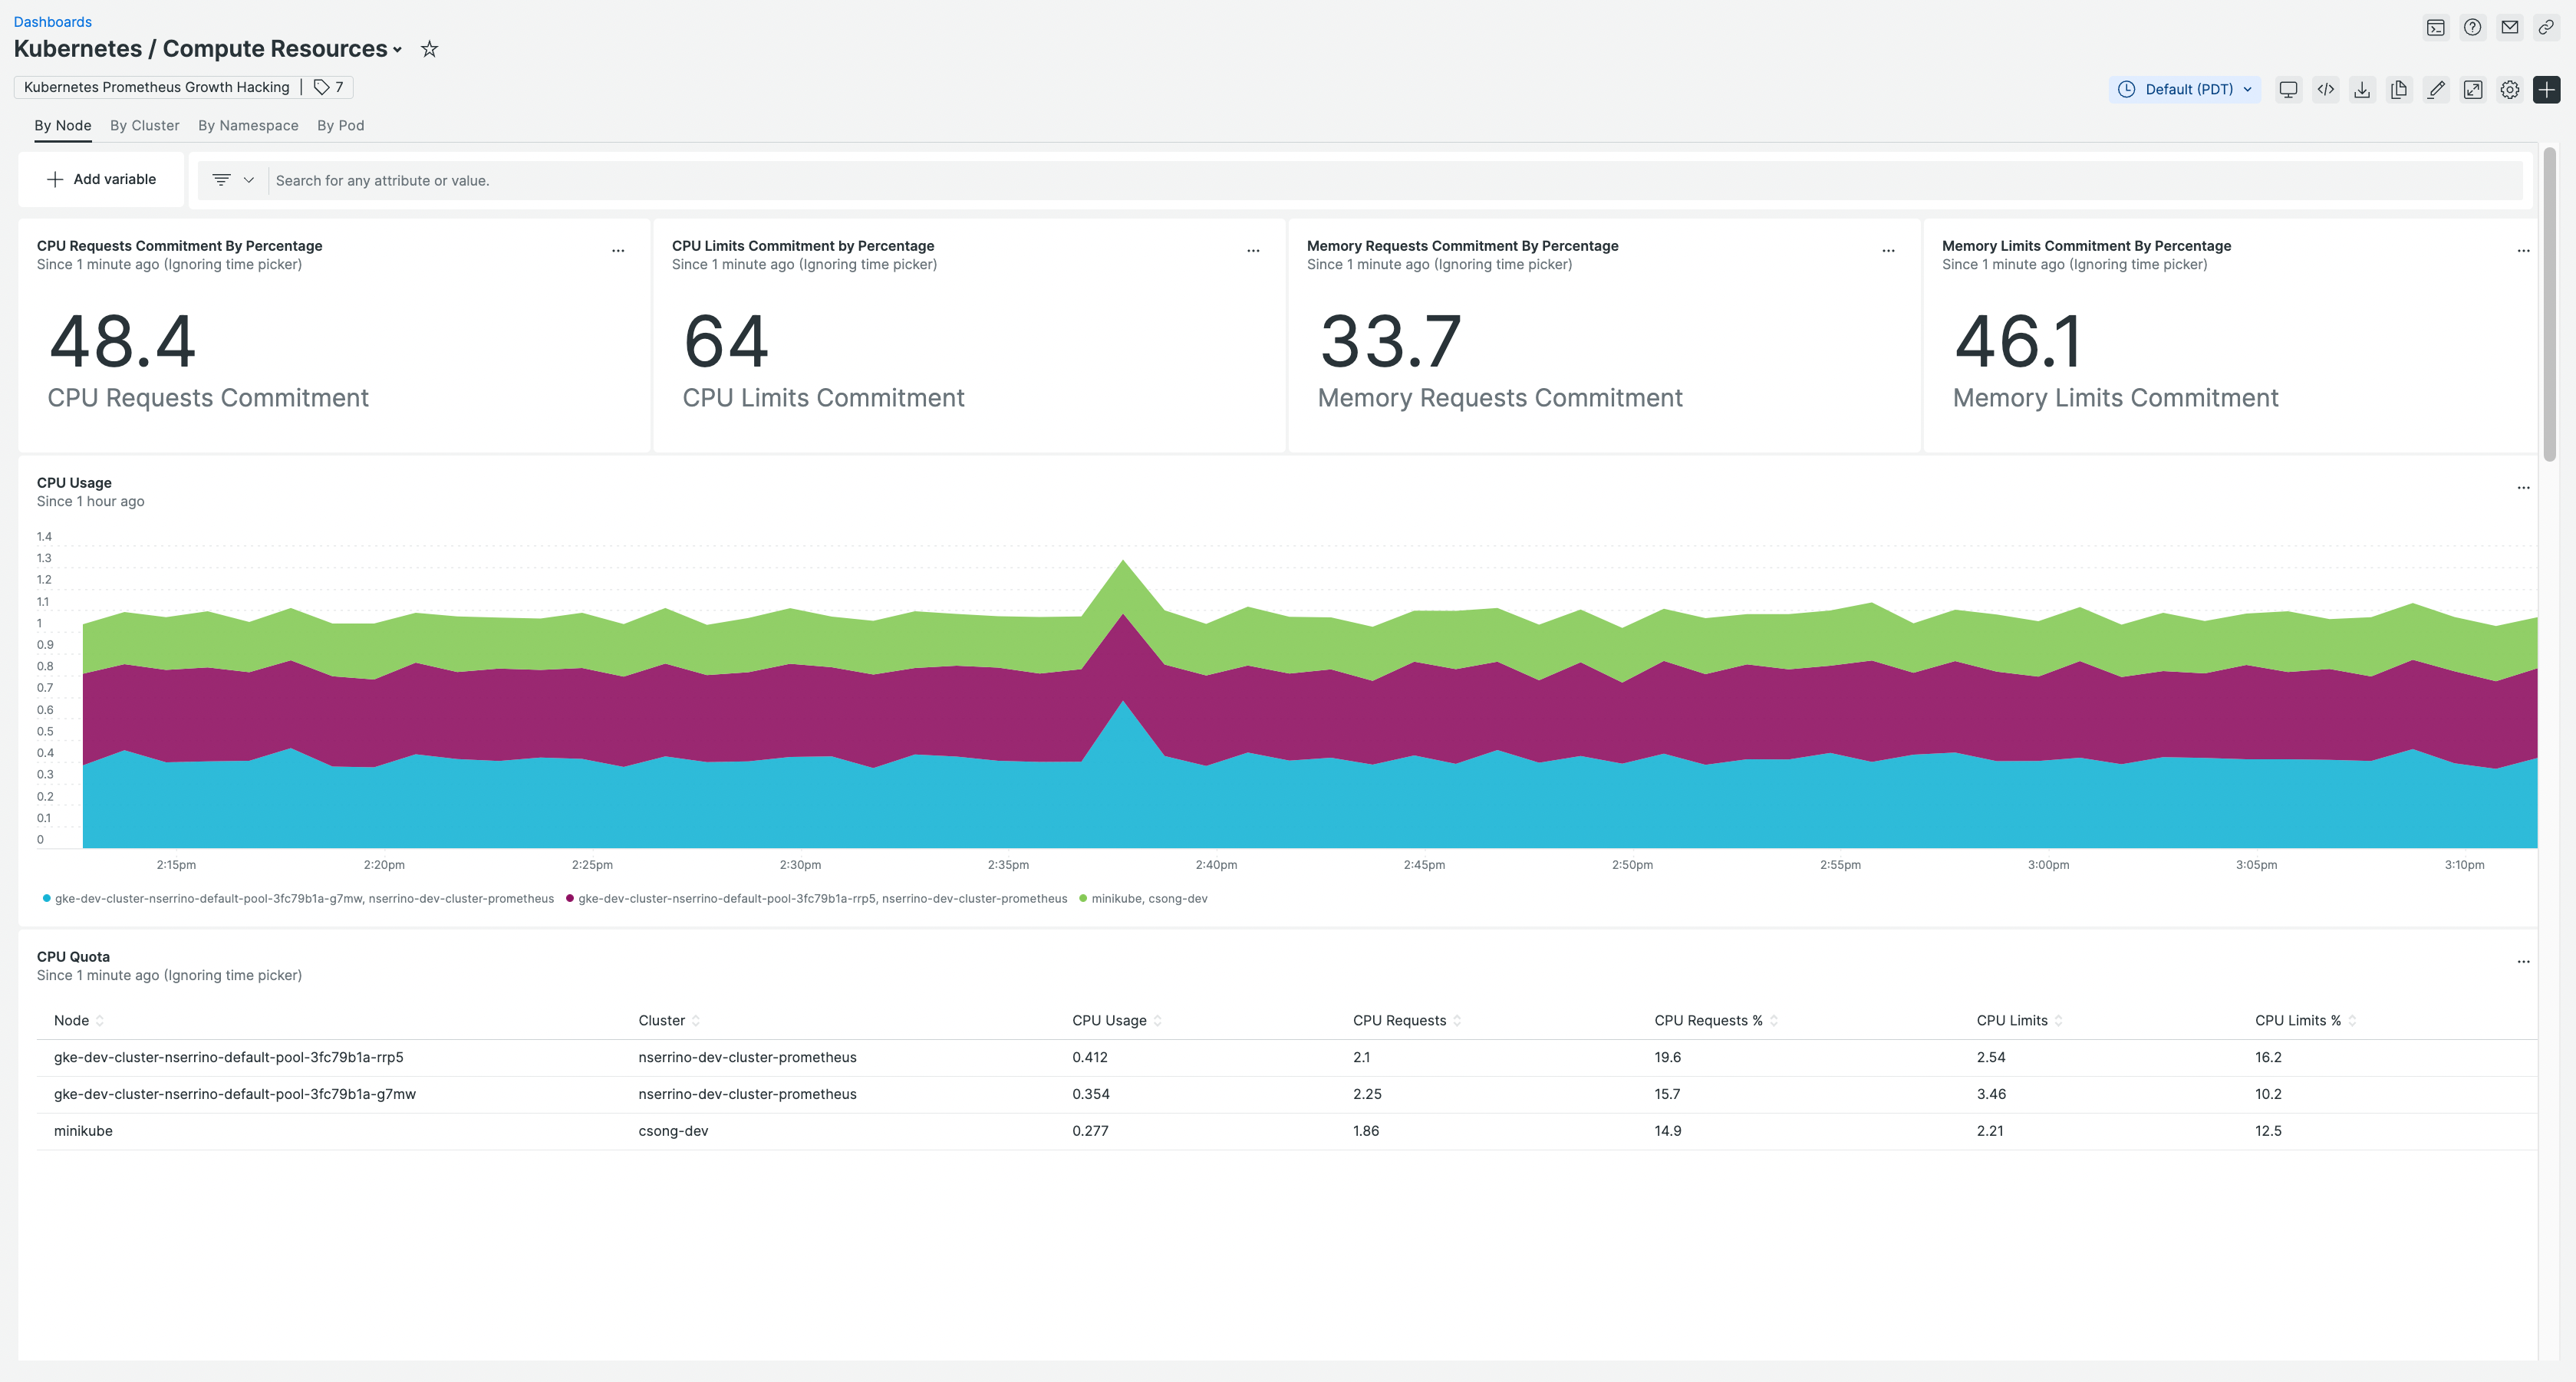 Dashboards
Kubernetes / Compute Resources
Kubernetes Prometheus Growth Hacking | 7
Default (PDT)
By Node By Cluster By Namespace By Pod
Add variable
Search for any attribute or value.
CPU Requests Commitment By Percentage
Since 1 minute ago (Ignoring time picker)
48.4
CPU Requests Commitment
CPU Limits Commitment by Percentage
Since 1 minute ago (Ignoring time picker)
64
CPU Limits Commitment
Memory Requests Commitment By Percentage
Since 1 minute ago (Ignoring time picker)
33.7
Memory Requests Commitment
Memory Limits Commitment By Percentage
Since 1 minute ago (Ignoring time picker)
46.1
Memory Limits Commitment
CPU Usage
Since 1 hour ago
1.4
1.3
1.2
1.1
1
0.9
0.8
0.7
0.6
0.5
0.4
0.3
0.2
0.1
0
2:15pm 2:20pm 2:25pm 2:30pm 2:35pm 2:40pm 2:45pm 2:50pm 2:55pm 3:00pm 3:05pm 3:10pm
gke-dev-cluster-nserrino-default-pool-3fc79b1a-g7mw, nserrino-dev-cluster-prometheus gke-dev-cluster-nserrino-default-pool-3fc79b1a-rrp5, nserrino-dev-cluster-prometheus minikube, csong-dev
CPU Quota
Since 1 minute ago (Ignoring time picker)
Node Cluster CPU Usage CPU Requests CPU Requests % CPU Limits CPU Limits %
gke-dev-cluster-nserrino-default-pool-3fc79b1a-rrp5 nserrino-dev-cluster-prometheus 0.412 2.1 19.6 2.54 16.2
gke-dev-cluster-nserrino-default-pool-3fc79b1a-g7mw nserrino-dev-cluster-prometheus 0.354 2.25 15.7 3.46 10.2
minikube csong-dev 0.277 1.86 14.9 2.21 12.5